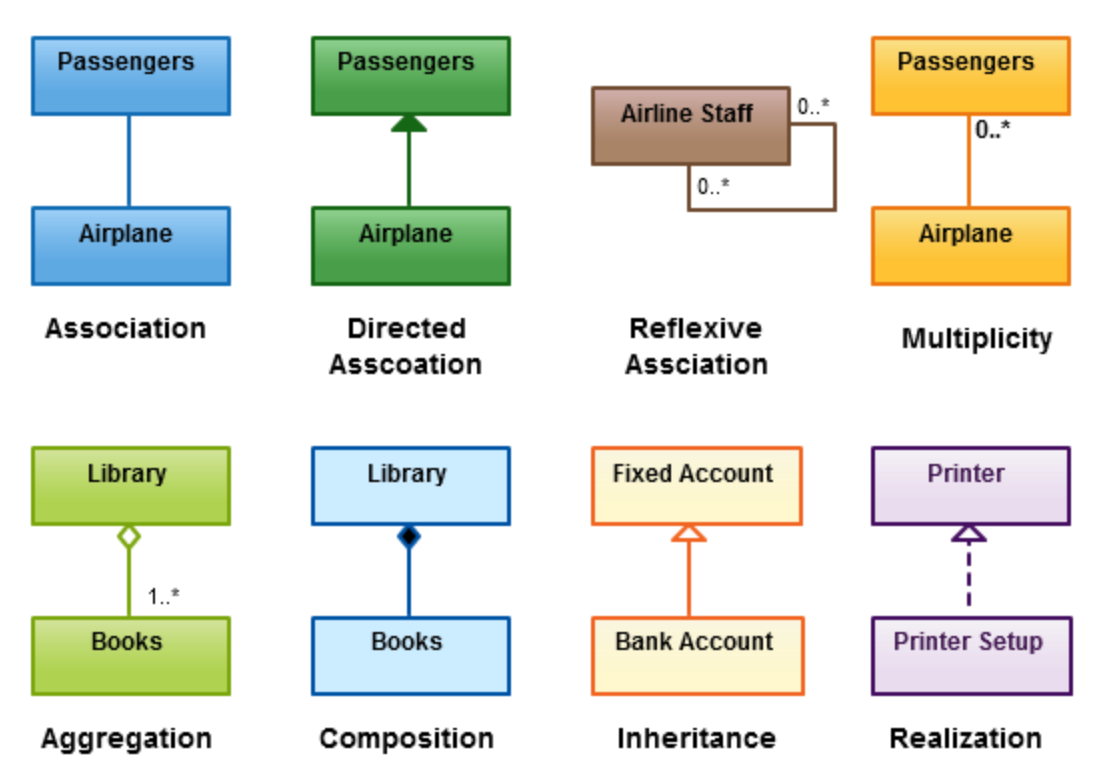 Passengers
Passengers
Passengers
Airline Staff
0..*
0..*
0..*
Airplane
Airplane
Airplane
Association
Directed
Asscoation
Reflexive
Assciation
Multiplicity
Library
Library
Fixed Account
Printer
1..*
Books
Books
Bank Account
Printer Setup
Aggregation
Composition
Inheritance
Realization